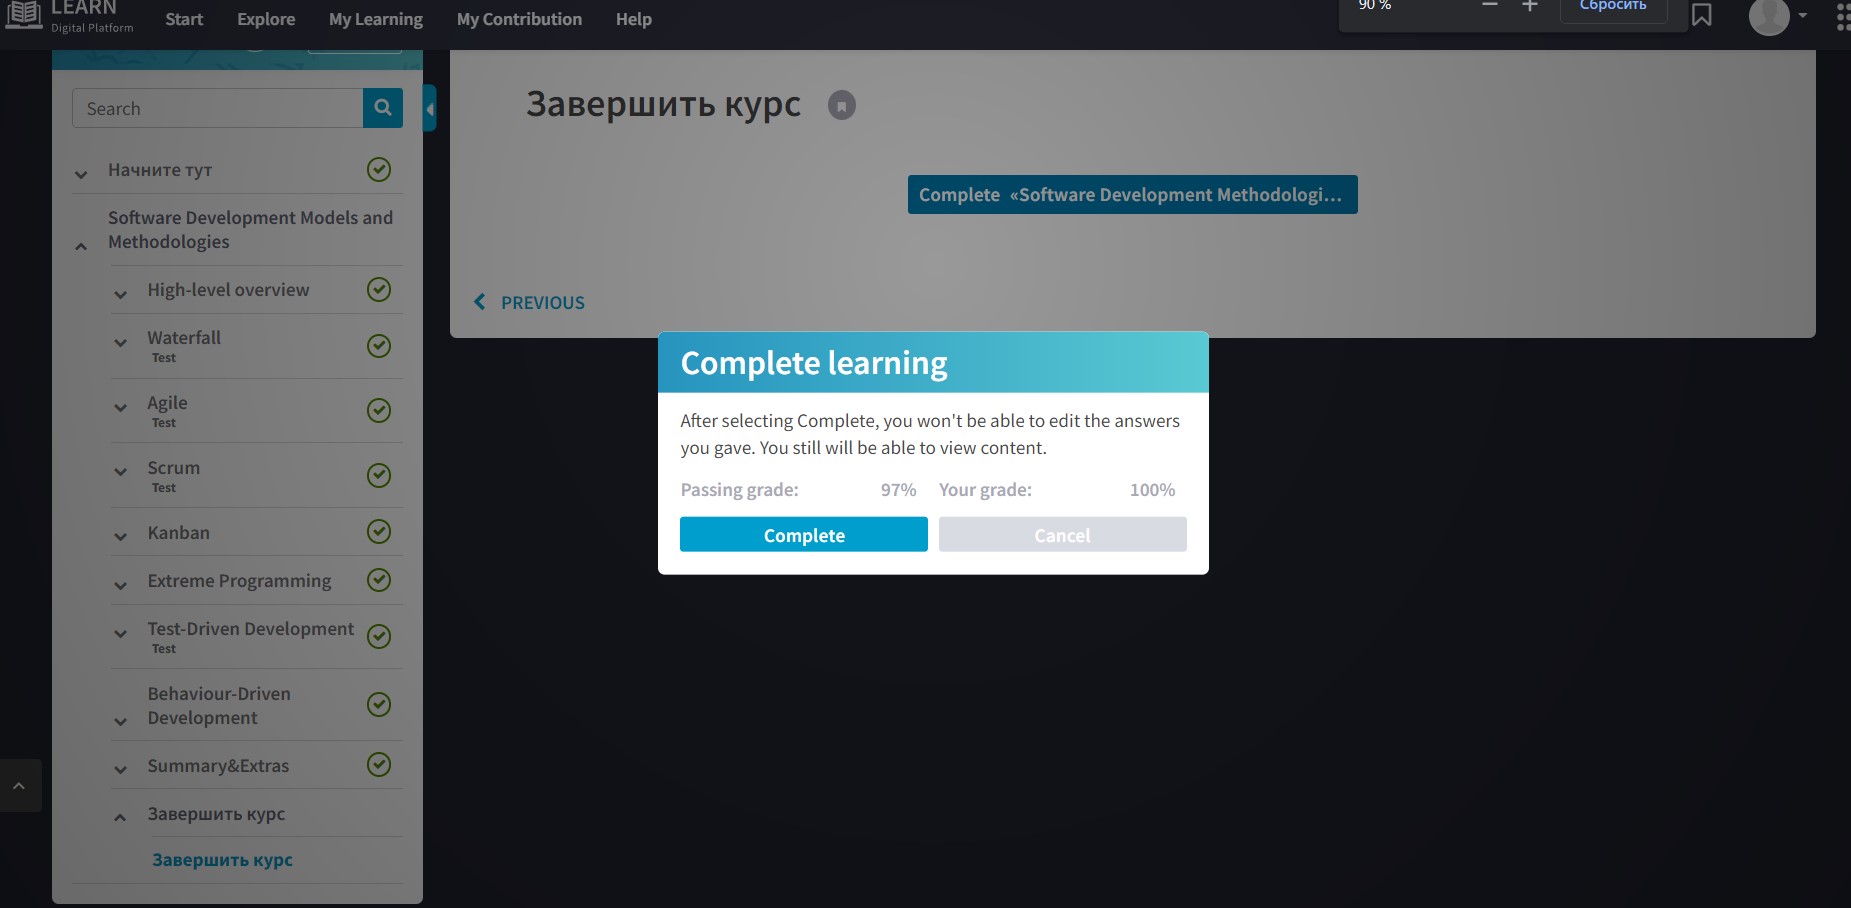 LEARN
Digital Platform
Start
Explore
My Learning
My Contribution
Help
90 %
Сбросить
Search
Начните тут
Software Development Models and
Methodologies
High-level overview
Waterfall
Test
Agile
Test
Scrum
Test
Kanban
Extreme Programming
Test-Driven Development
Test
Behaviour-Driven
Development
Summary&Extras
Завершить курс
Завершить курс
Завершить курс
Complete «Software Development Methodologi...
PREVIOUS
Complete learning
After selecting Complete, you won't be able to edit the answers
you gave. You still will be able to view content.
Passing grade: 97% Your grade: 100%
Complete
Cancel